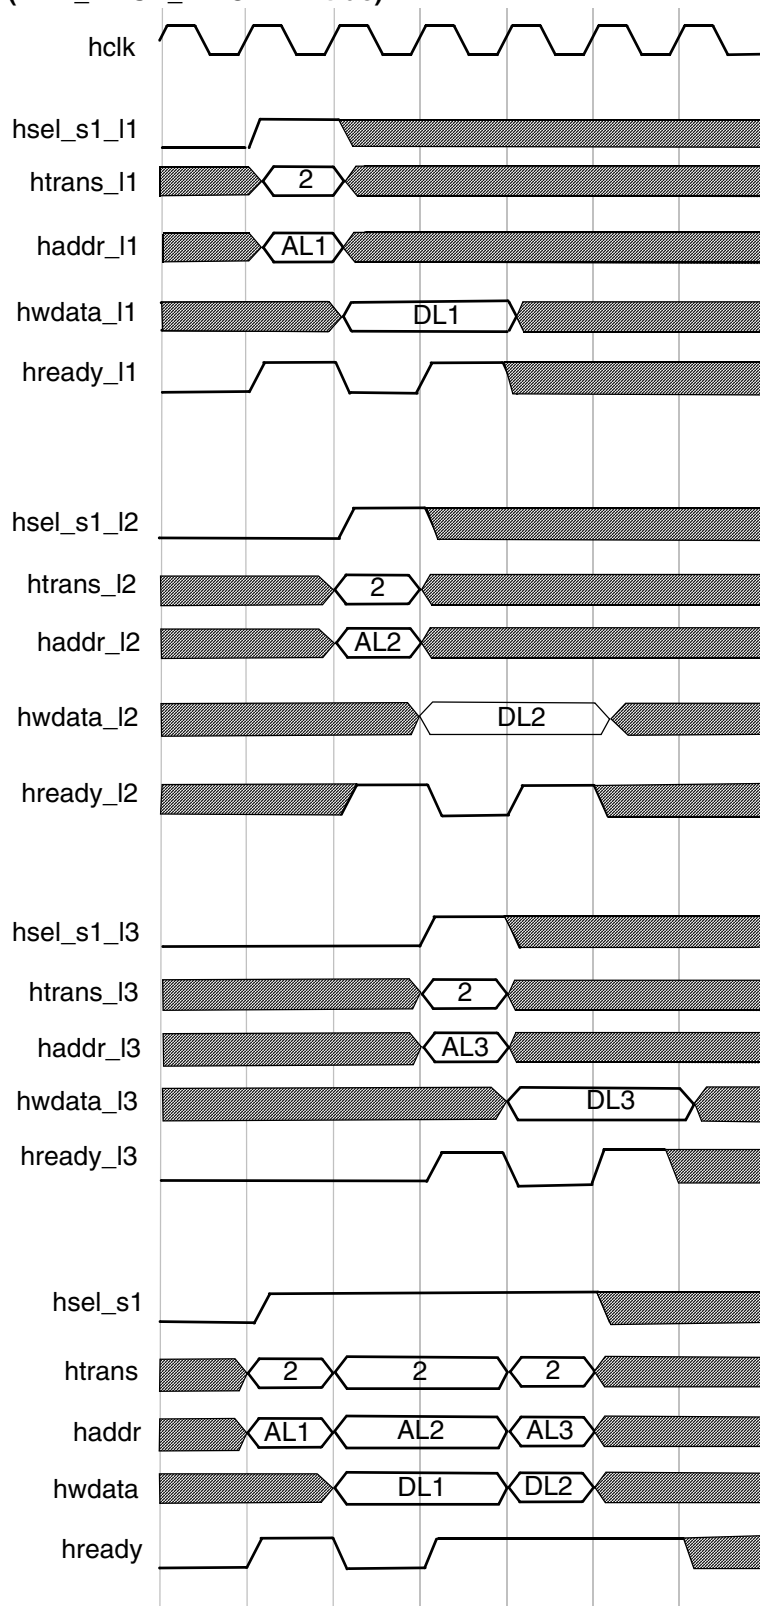 hclk
hsel_s1_l1
htrans_l1 2
haddr_l1 AL1
hwdata_l1 DL1
hready_l1
hsel_s1_l2
htrans_l2 2
haddr_l2 AL2
hwdata_l2 DL2
hready_l2
hsel_s1_l3
htrans_l3 2
haddr_l3 AL3
hwdata_l3 DL3
hready_l3
hsel_s1
htrans 2 2 2
haddr AL1 AL2 AL3
hwdata DL1 DL2
hready